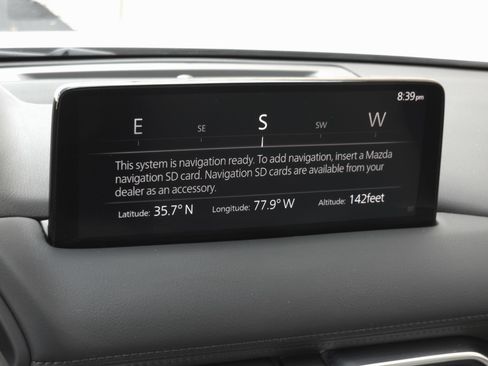 8:39pm
E SE S SW W
This system is navigation ready. To add navigation, insert a Mazda
navigation SD card. Navigation SD cards are available from your
dealer as an accessory.
Latitude: 35.7° N Longitude: 77.9° W Altitude: 142feet